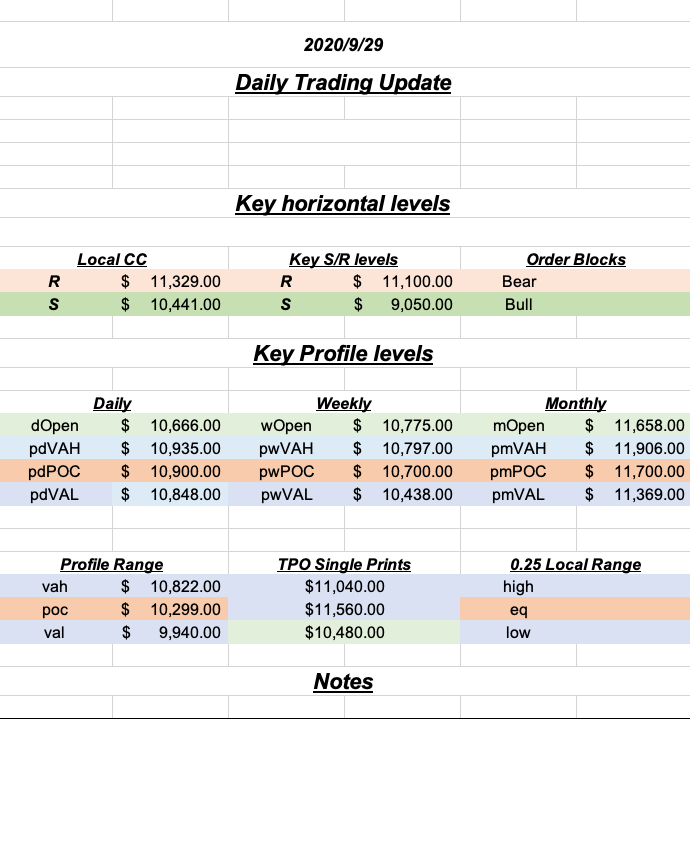 2020/9/29
Daily Trading Update
Key horizontal levels
Local CC Key S/R levels Order Blocks
R $ 11,329.00 R $ 11,100.00 Bear
S $ 10,441.00 S $ 9,050.00 Bull
Key Profile levels
Daily Weekly Monthly
dOpen $ 10,666.00 wOpen $ 10,775.00 mOpen $ 11,658.00
pdVAH $ 10,935.00 pwVAH $ 10,797.00 pmVAH $ 11,906.00
pdPOC $ 10,900.00 pwPOC $ 10,700.00 pmPOC $ 11,700.00
pdVAL $ 10,848.00 pwVAL $ 10,438.00 pmVAL $ 11,369.00
Profile Range TPO Single Prints 0.25 Local Range
vah $ 10,822.00 $11,040.00 high
poc $ 10,299.00 $11,560.00 eq
val $ 9,940.00 $10,480.00 low
Notes